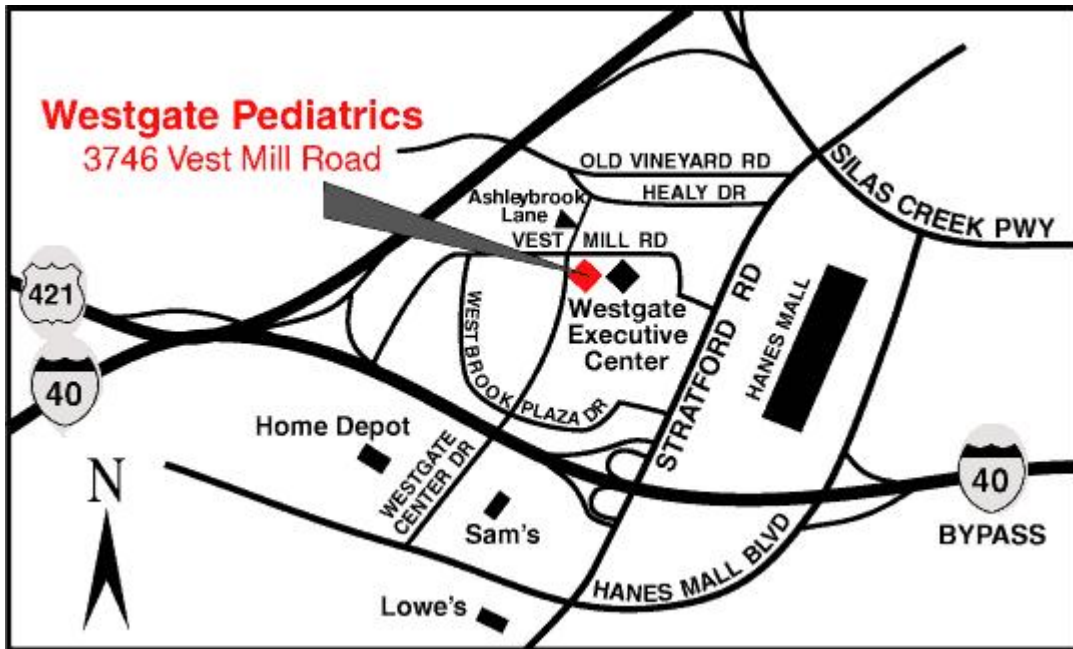 Westgate Pediatrics
3746 Vest Mill Road
OLD VINEYARD RD
HEALY DR
SILAS CREEK PWY
Ashleybrook
Lane
VEST MILL RD
421
40
WESTBROOK PLAZA DR
Westgate
Executive
Center
STRATFORD RD
HANES MALL
Home Depot
WESTGATE
CENTER DR
N
Sam's
40
BYPASS
HANES MALL BLVD
Lowe's